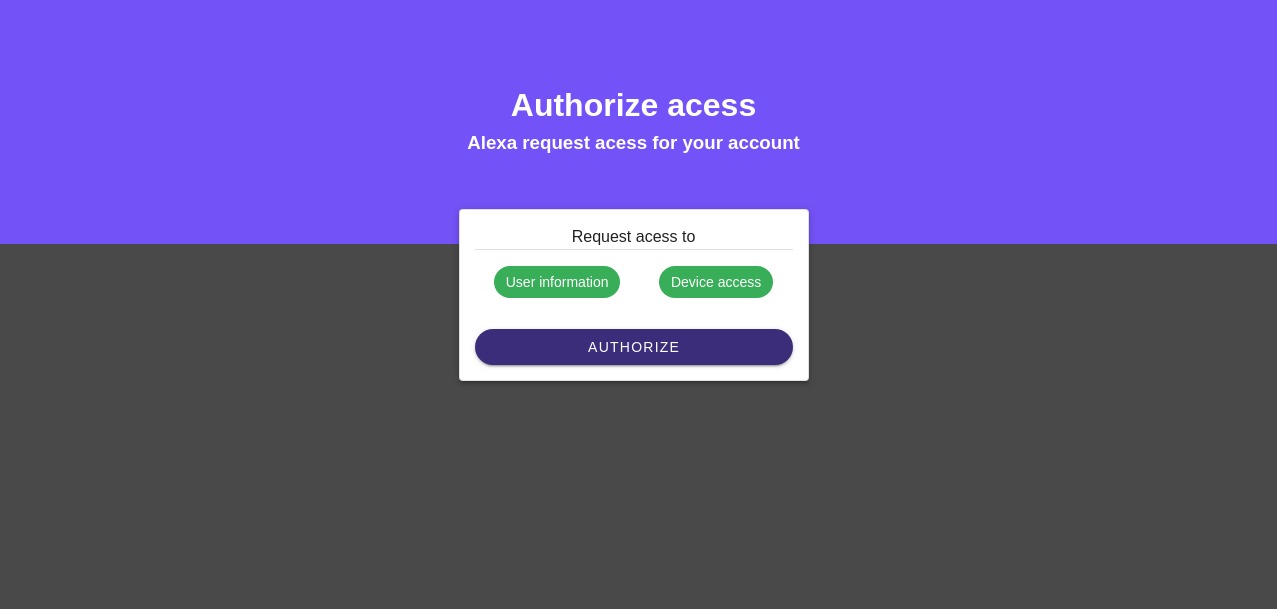 Authorize acess
Alexa request acess for your account
Request acess to
User information Device access
AUTHORIZE